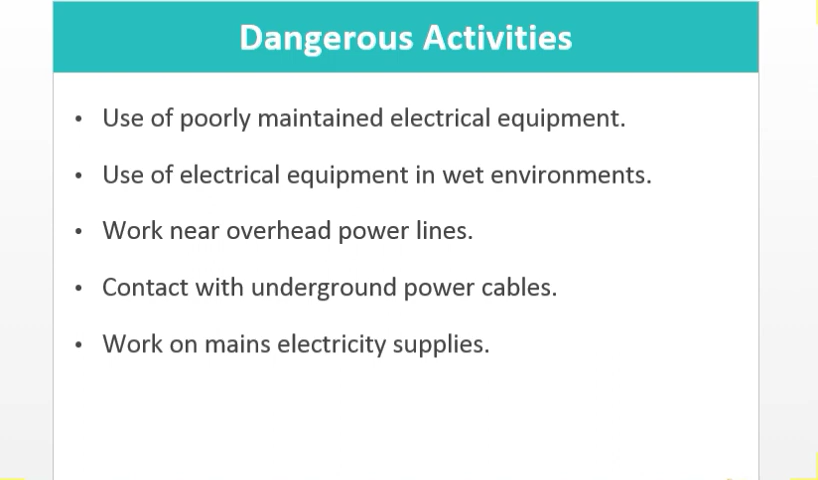 Dangerous Activities
• Use of poorly maintained electrical equipment.
• Use of electrical equipment in wet environments.
• Work near overhead power lines.
• Contact with underground power cables.
• Work on mains electricity supplies.